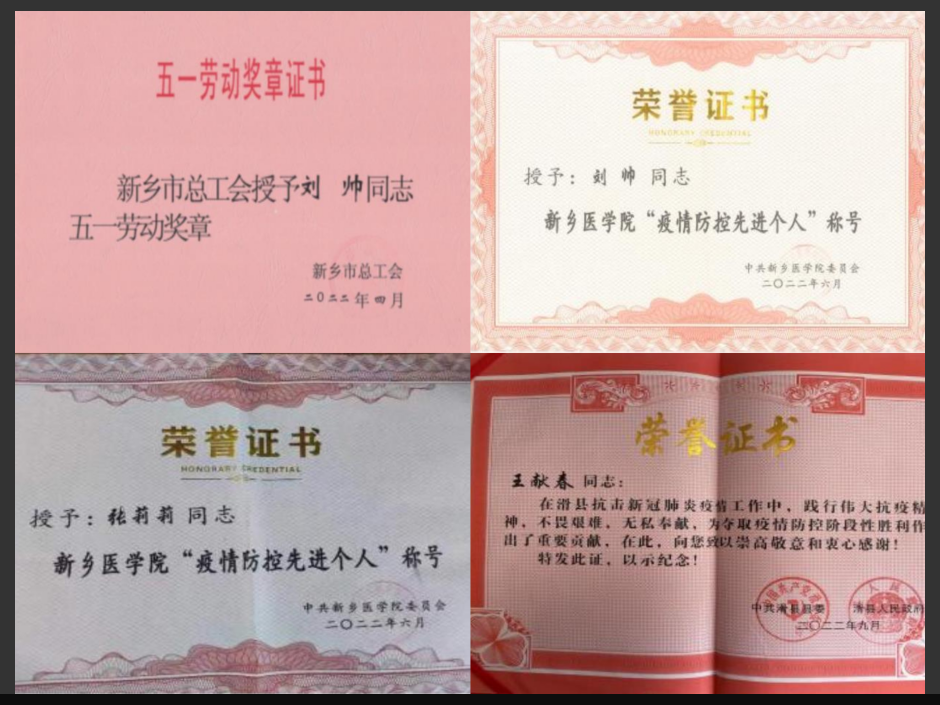 五一劳动奖章证书
新乡市总工会授予刘 帅同志
五一劳动奖章
新乡市总工会
二〇二二年四月
荣誉证书
HONORARY CREDENTIAL
授予：刘 帅 同志
新乡医学院“疫情防控先进个人”称号
中共新乡医学院委员会
二〇二二年六月
荣誉证书
HONORARY CREDENTIAL
授予：张莉莉 同志
新乡医学院“疫情防控先进个人”称号
中共新乡医学院委员会
二〇二二年六月
荣誉证书
王献春 同志：
在滑县抗击新冠肺炎疫情工作中，践行伟大抗疫精
神，不畏艰难，无私奉献，为夺取疫情防控阶段性胜利作
出了重要贡献，在此，向您致以崇高敬意和衷心感谢！
特发此证，以示纪念！
中共滑县县委 滑县人民政府
二〇二二年九月